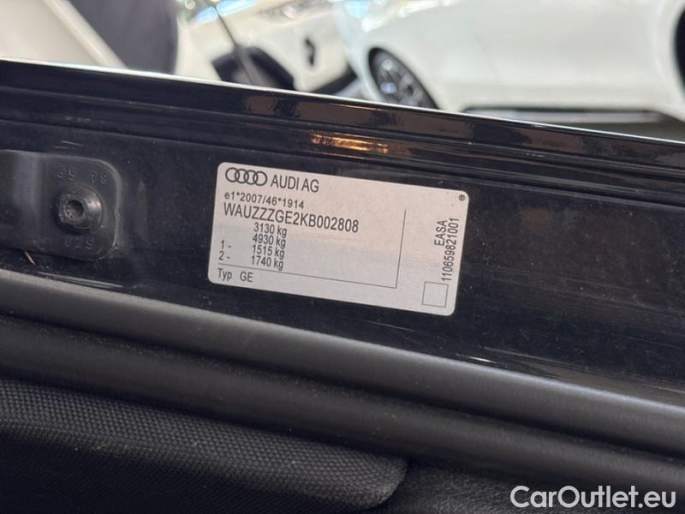 AUDI AG
e1*2007/46*1914
WAUZZZGE2KB002808
3130 kg
4930 kg
1- 1515 kg
2- 1740 kg
Typ GE
EASA
110659821001
CarOutlet.eu